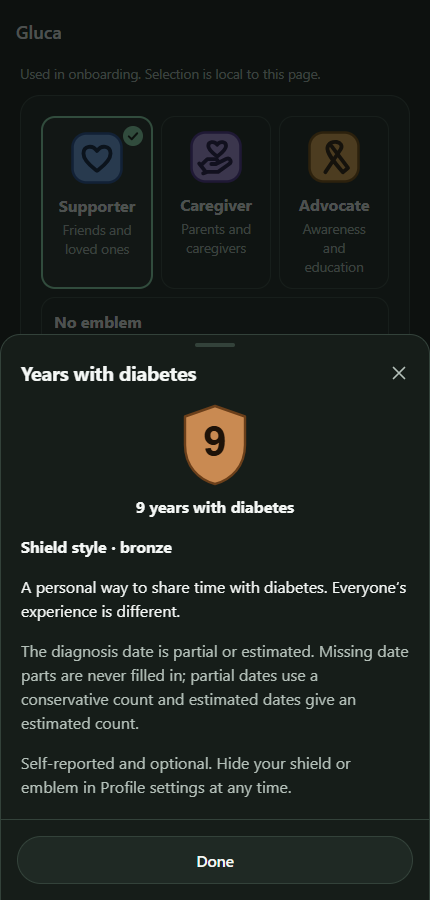 Gluca
Used in onboarding. Selection is local to this page.
Supporter
Friends and
loved ones
Caregiver
Parents and
caregivers
Advocate
Awareness
and
education
No emblem
Years with diabetes
9
9 years with diabetes
Shield style · bronze
A personal way to share time with diabetes. Everyone’s
experience is different.
The diagnosis date is partial or estimated. Missing date
parts are never filled in; partial dates use a
conservative count and estimated dates give an
estimated count.
Self-reported and optional. Hide your shield or
emblem in Profile settings at any time.
Done